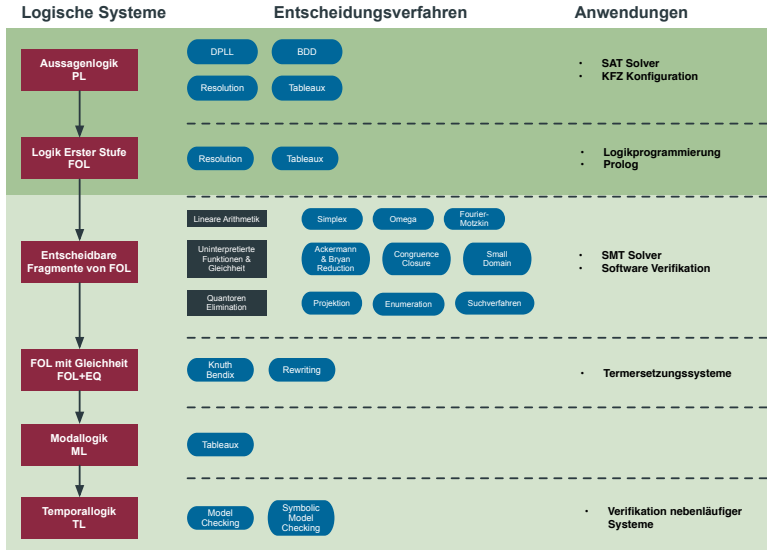 Logische Systeme
Entscheidungsverfahren
Anwendungen
Aussagenlogik
PL
DPLL
BDD
Resolution
Tableaux
· SAT Solver
· KFZ Konfiguration
Logik Erster Stufe
FOL
Resolution
Tableaux
· Logikprogrammierung
· Prolog
Entscheidbare
Fragmente von FOL
Lineare Arithmetik
Simplex
Omega
Fourier-
Motzkin
Uninterpretierte
Funktionen &
Gleichheit
Ackermann
& Bryan
Reduction
Congruence
Closure
Small
Domain
Quantoren
Elimination
Projektion
Enumeration
Suchverfahren
· SMT Solver
· Software Verifikation
FOL mit Gleichheit
FOL+EQ
Knuth
Bendix
Rewriting
· Termersetzungssysteme
Modallogik
ML
Tableaux
Temporallogik
TL
Model
Checking
Symbolic
Model
Checking
· Verifikation nebenläufiger
Systeme